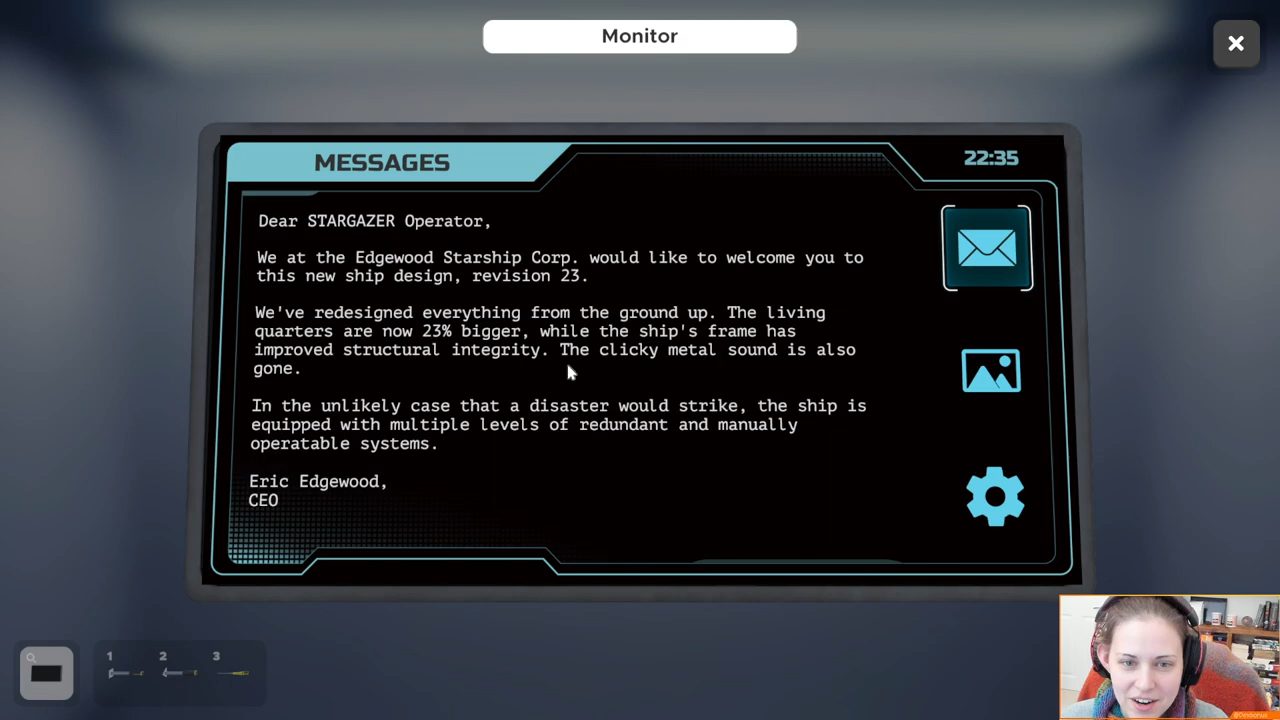 Monitor
MESSAGES
22:35
Dear STARGAZER Operator,
We at the Edgewood Starship Corp. would like to welcome you to
this new ship design, revision 23.
We've redesigned everything from the ground up. The living
quarters are now 23% bigger, while the ship's frame has
improved structural integrity. The clicky metal sound is also
gone.
In the unlikely case that a disaster would strike, the ship is
equipped with multiple levels of redundant and manually
operatable systems.
Eric Edgewood,
CEO
1 2 3